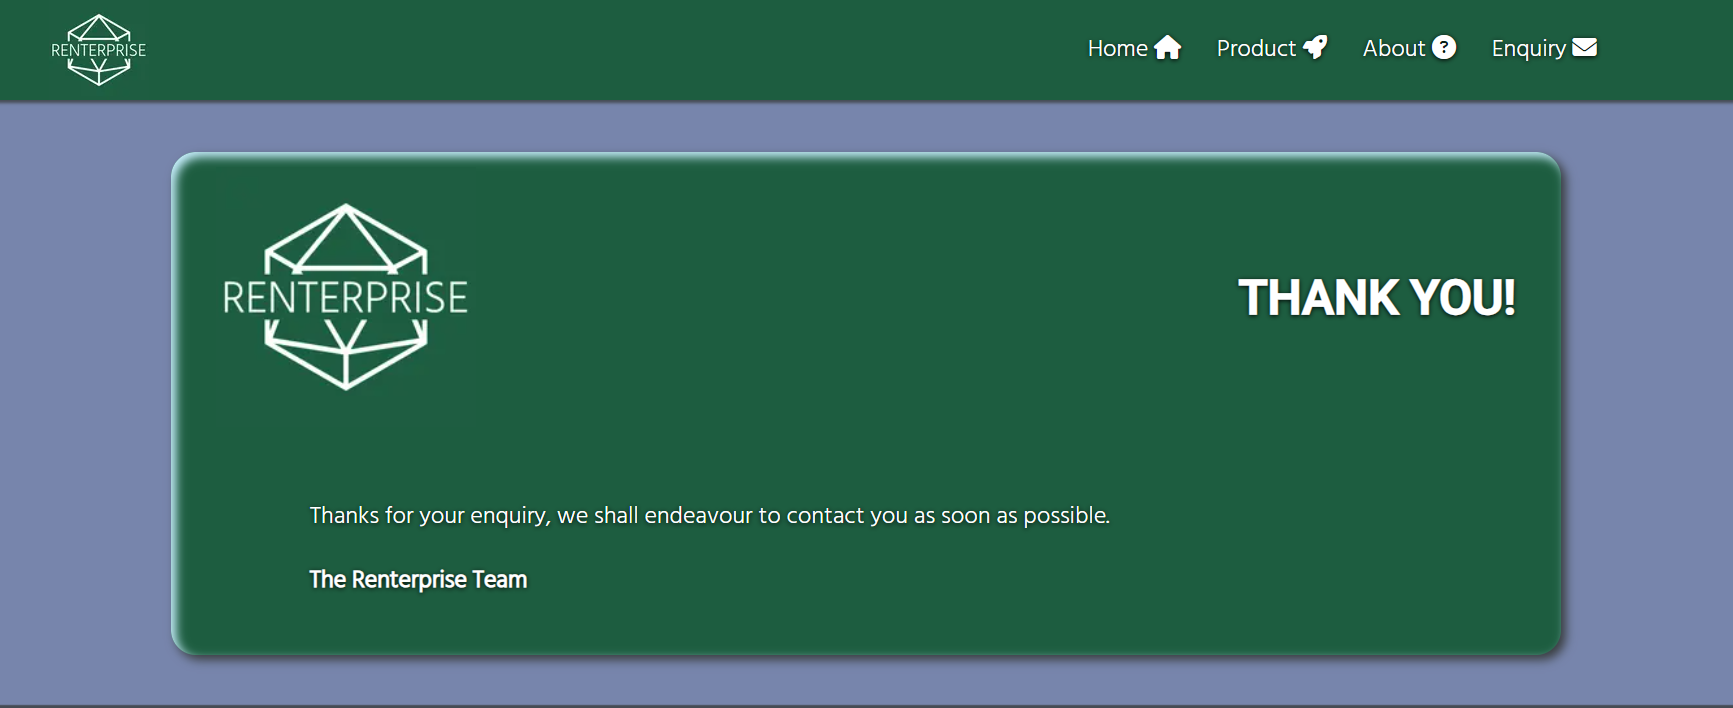 RENTERPRISE
Home Product About Enquiry
RENTERPRISE
THANK YOU!
Thanks for your enquiry, we shall endeavour to contact you as soon as possible.
The Renterprise Team